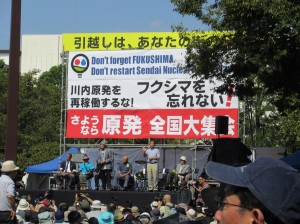 引越しは、あなたの
Don't forget FUKUSHIMA.
Don't restart Sendai Nuclear
川内原発を
再稼働するな!
フクシマを
忘れない!
さよう
なら原発 全国大集会